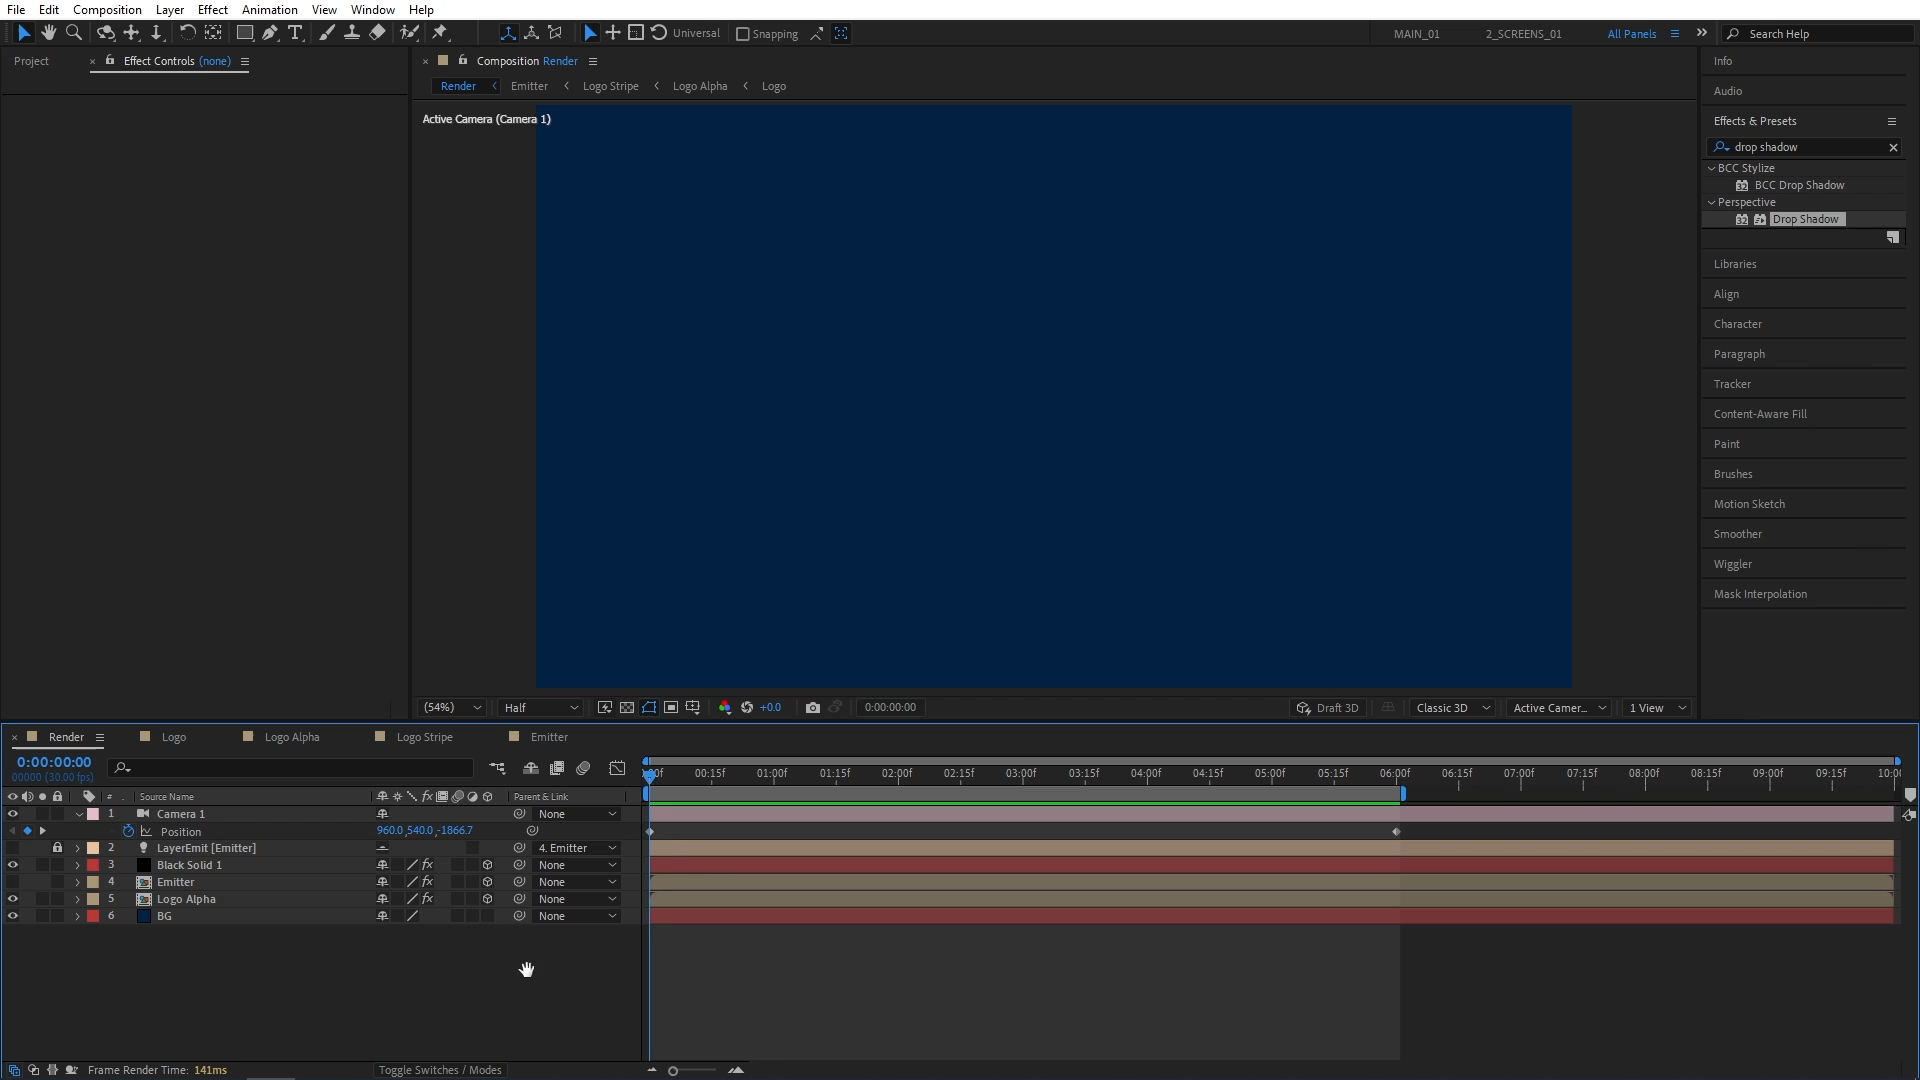 File Edit Composition Layer Effect Animation View Window Help
Universal Snapping MAIN_01 2_SCREENS_01 All Panels Search Help
Project Effect Controls (none) Composition Render Info
Render Emitter Logo Stripe Logo Alpha Logo
Audio
Active Camera (Camera 1)
Effects & Presets
drop shadow
BCC Stylize
BCC Drop Shadow
Perspective
Drop Shadow
Libraries
Align
Character
Paragraph
Tracker
Content-Aware Fill
Paint
Brushes
Motion Sketch
Smoother
Wiggler
Mask Interpolation
(54%) Half +0.0 0:00:00:00 Draft 3D Classic 3D Active Camer... 1 View
Render Logo Logo Alpha Logo Stripe Emitter
0:00:00:00
00000 (30.00 fps)
00:15f 01:00f 01:15f 02:00f 02:15f 03:00f 03:15f 04:00f 04:15f 05:00f 05:15f 06:00f 06:15f 07:00f 07:15f 08:00f 08:15f 09:00f 09:15f
# Source Name Parent & Link
1 Camera 1 None
Position 960.0,540.0,-1866.7
2 LayerEmit [Emitter] 4. Emitter
3 Black Solid 1 fx None
4 Emitter fx None
5 Logo Alpha fx None
6 BG None
Frame Render Time: 141ms Toggle Switches / Modes